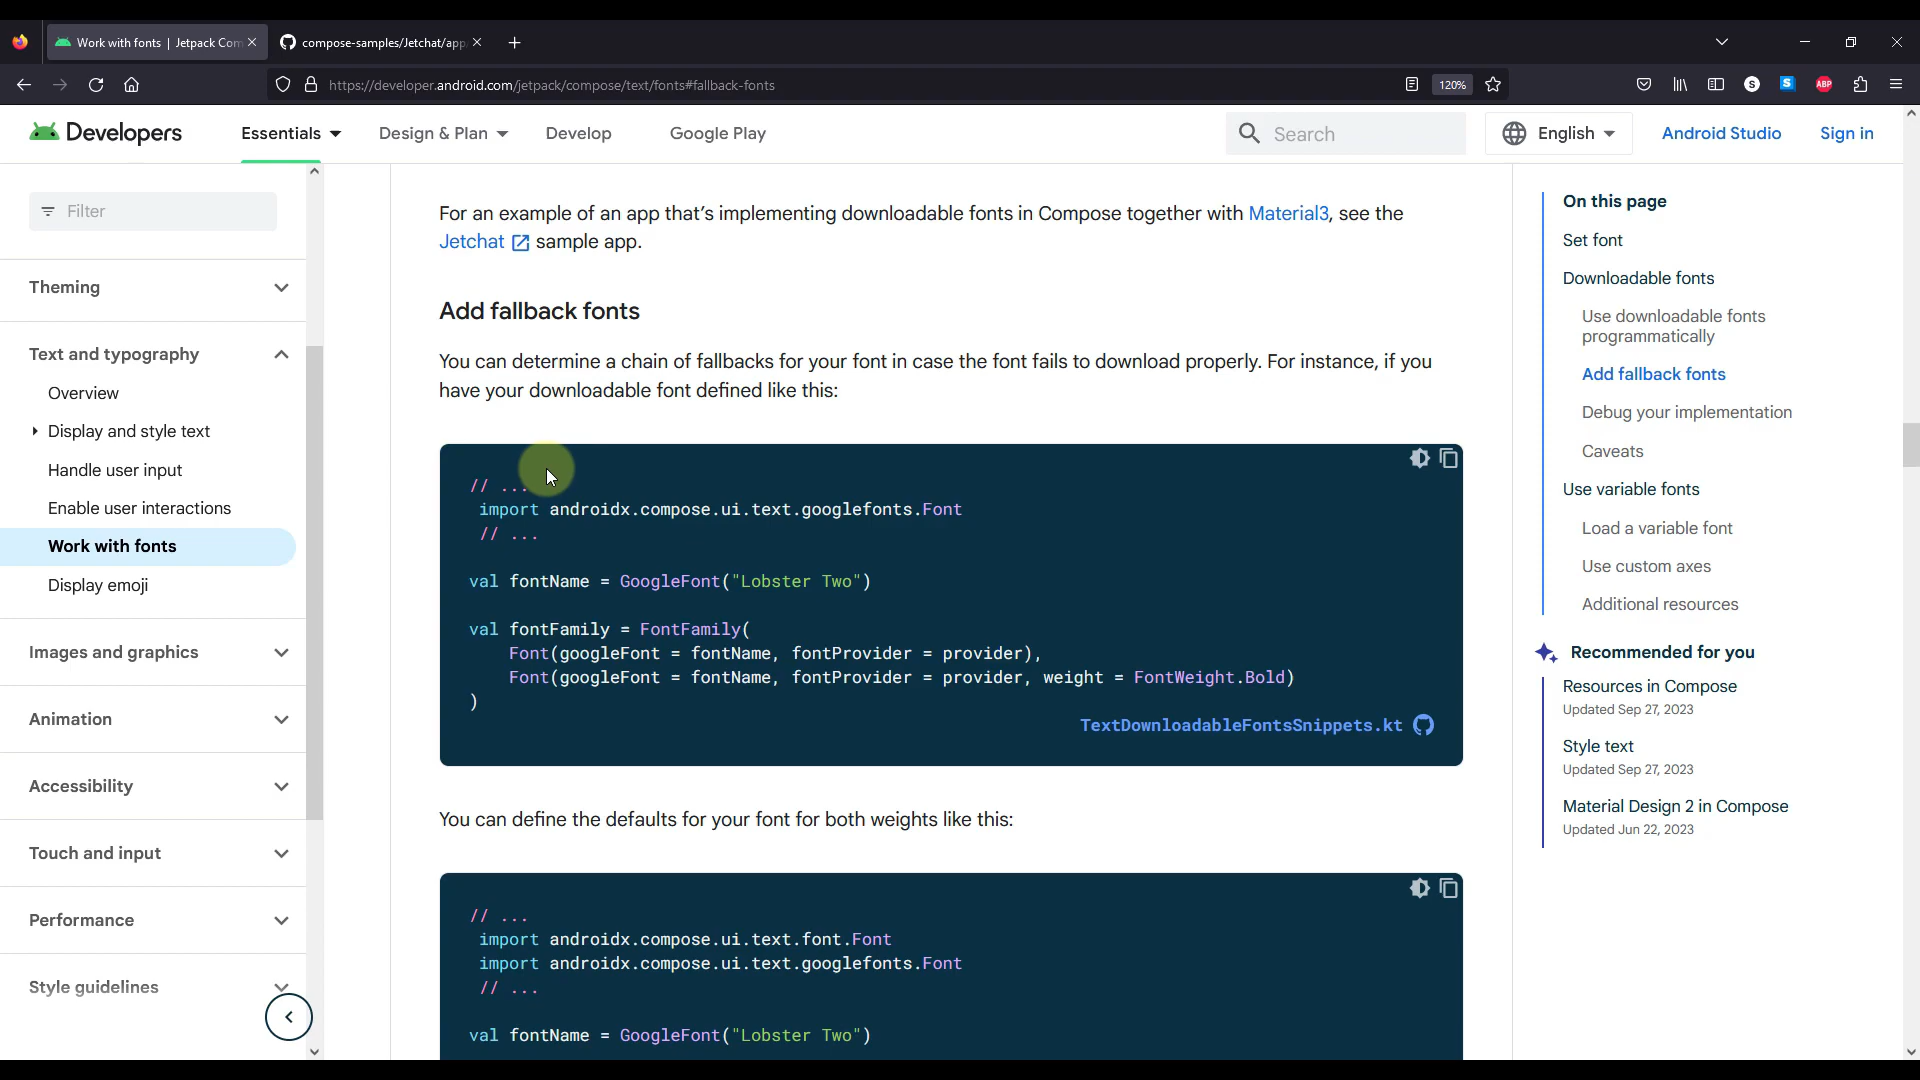 Work with fonts | Jetpack Com
compose-samples/Jetchat/app
https://developer.android.com/jetpack/compose/text/fonts#fallback-fonts
120%
S
S
ABP
Developers
Essentials
Design & Plan
Develop
Google Play
Search
English
Android Studio
Sign in
Filter
Theming
Text and typography
Overview
Display and style text
Handle user input
Enable user interactions
Work with fonts
Display emoji
Images and graphics
Animation
Accessibility
Touch and input
Performance
Style guidelines
For an example of an app that’s implementing downloadable fonts in Compose together with Material3, see the
Jetchat sample app.
Add fallback fonts
You can determine a chain of fallbacks for your font in case the font fails to download properly. For instance, if you
have your downloadable font defined like this:
// ...
import androidx.compose.ui.text.googlefonts.Font
// ...
val fontName = GoogleFont("Lobster Two")
val fontFamily = FontFamily(
Font(googleFont = fontName, fontProvider = provider),
Font(googleFont = fontName, fontProvider = provider, weight = FontWeight.Bold)
)
TextDownloadableFontsSnippets.kt
You can define the defaults for your font for both weights like this:
// ...
import androidx.compose.ui.text.font.Font
import androidx.compose.ui.text.googlefonts.Font
// ...
val fontName = GoogleFont("Lobster Two")
On this page
Set font
Downloadable fonts
Use downloadable fonts
programmatically
Add fallback fonts
Debug your implementation
Caveats
Use variable fonts
Load a variable font
Use custom axes
Additional resources
Recommended for you
Resources in Compose
Updated Sep 27, 2023
Style text
Updated Sep 27, 2023
Material Design 2 in Compose
Updated Jun 22, 2023